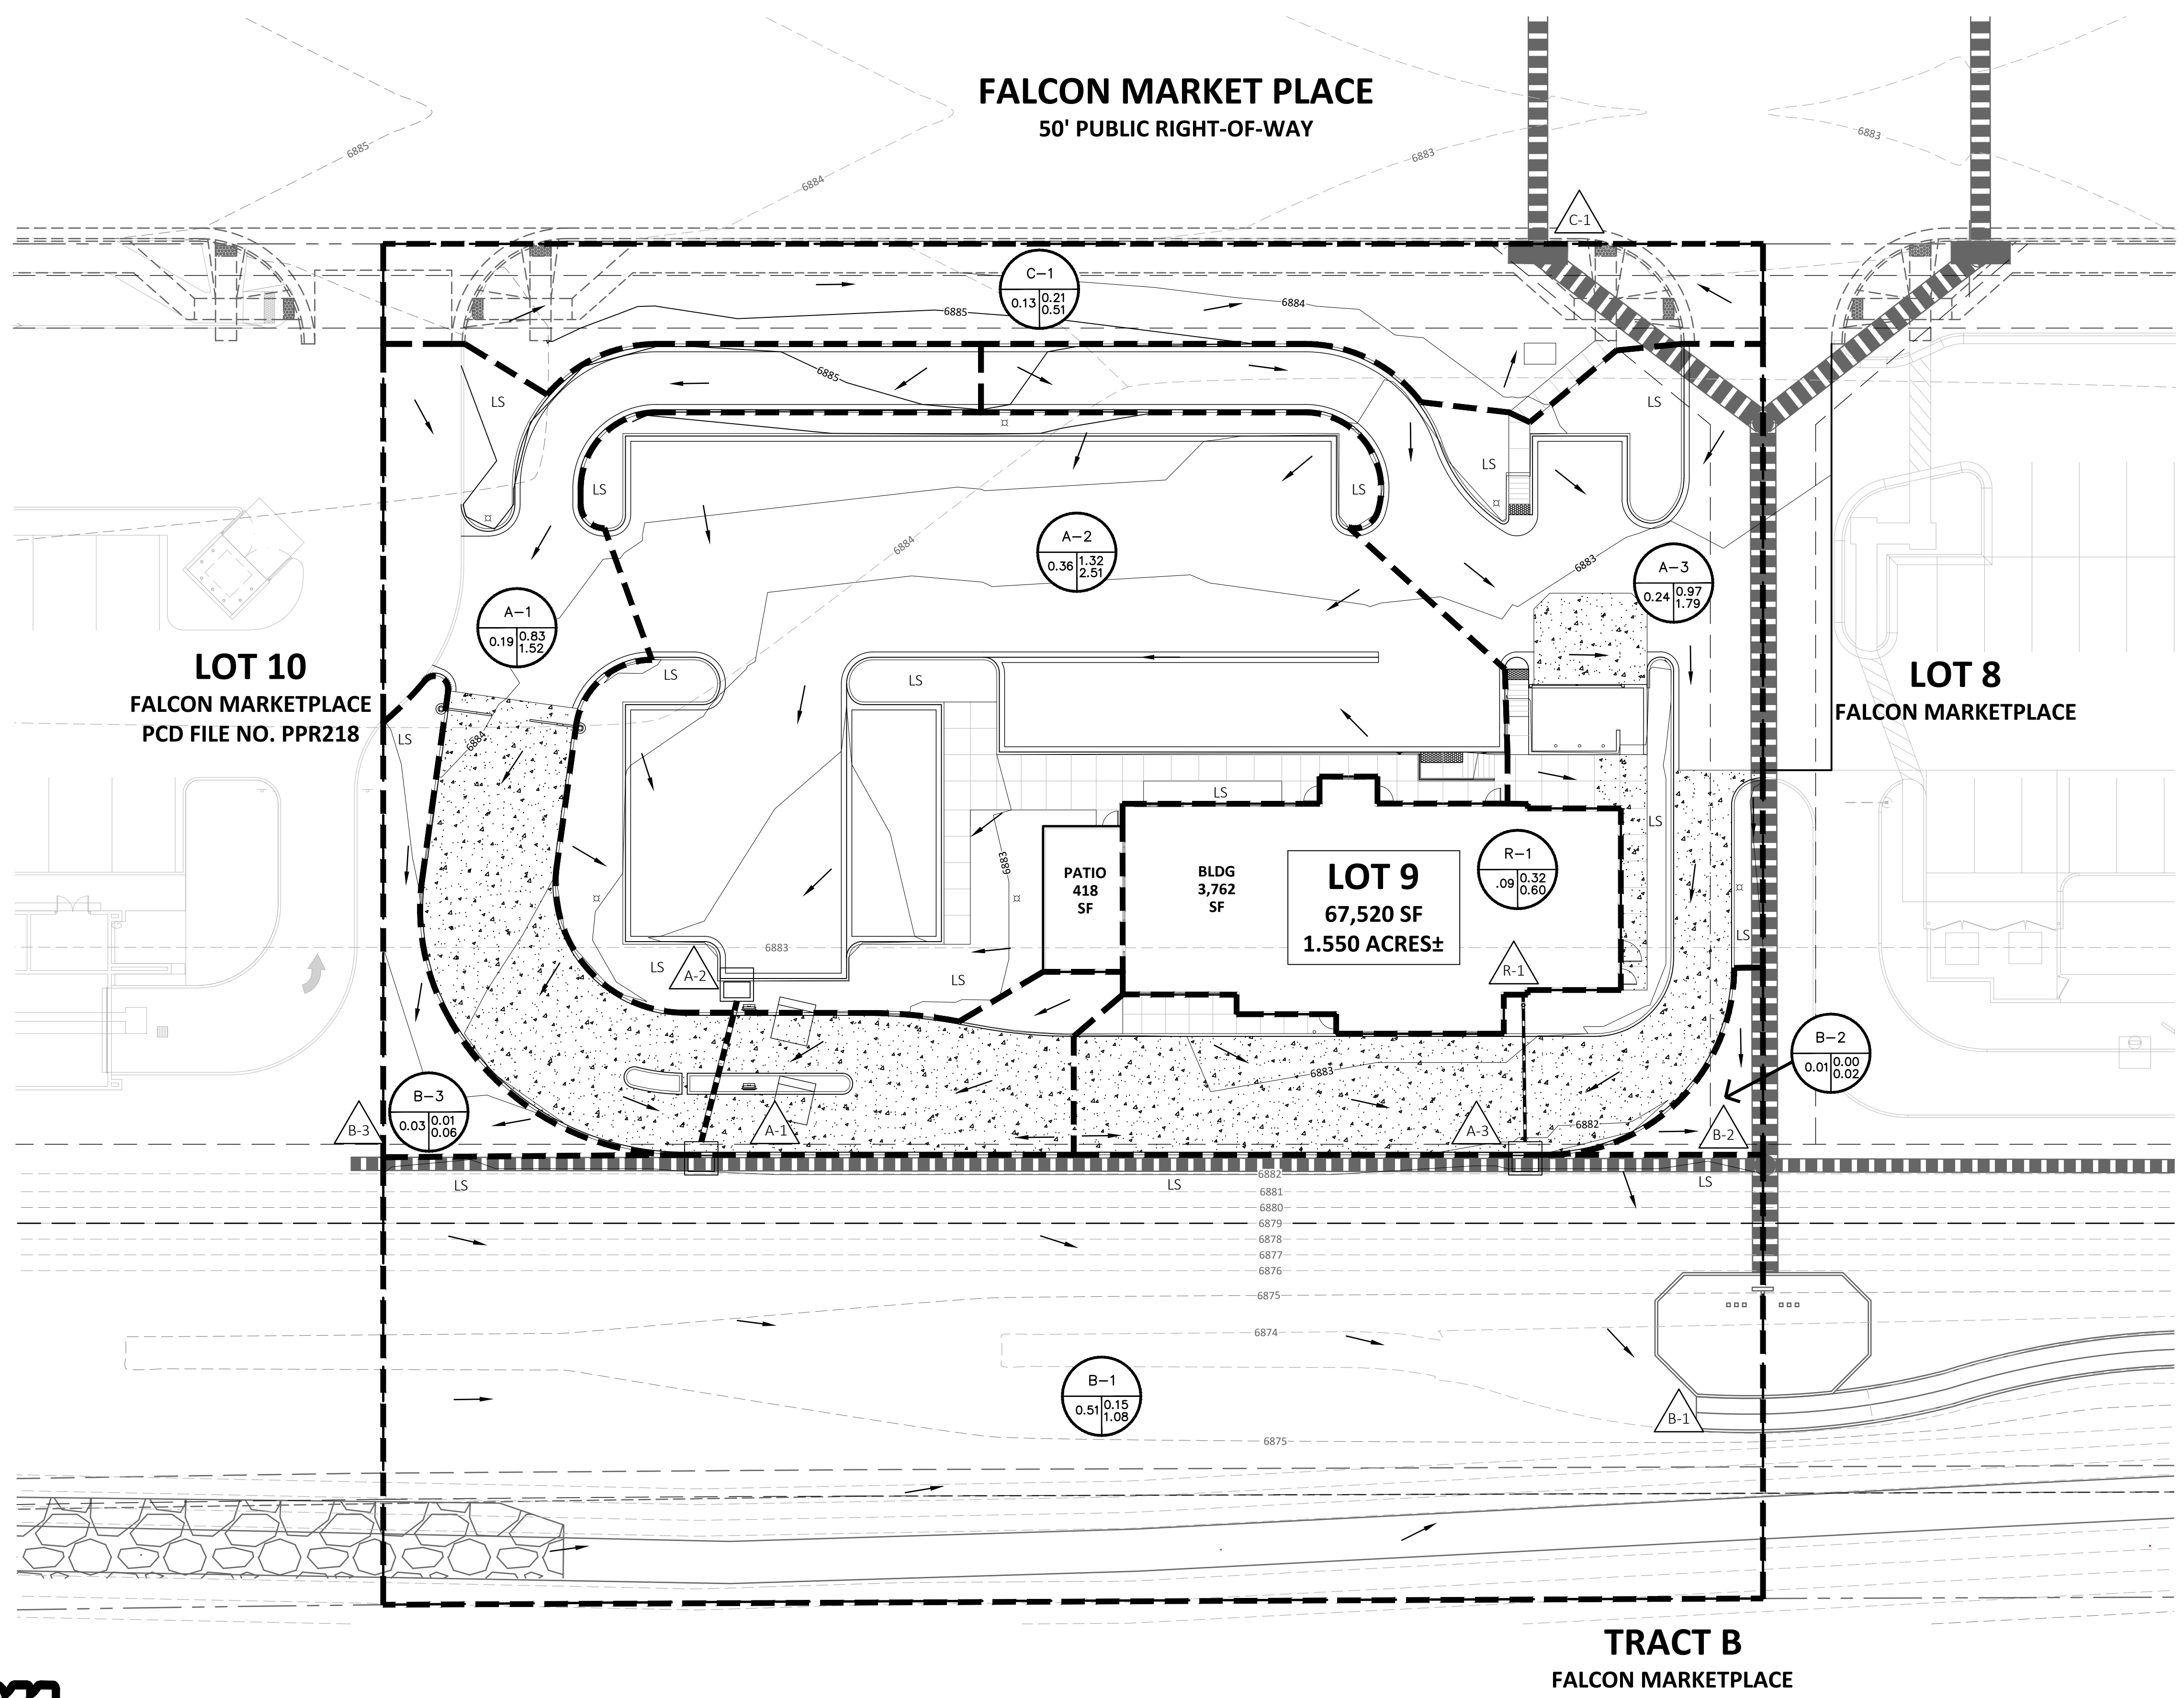 FALCON MARKET PLACE
50' PUBLIC RIGHT-OF-WAY
6885
6884
6883
6883
C-1
C-1
0.13 0.21
0.51
6884
6885
6885
LS
LS
LS
LS
LS
6884
A-2
0.36 1.32
2.51
6883
A-3
0.24 0.97
1.79
A-1
0.19 0.83
1.52
LOT 10
FALCON MARKETPLACE
PCD FILE NO. PPR218
LOT 8
FALCON MARKETPLACE
LS
LS
LS
6884
LS
LS
PATIO
418
SF
BLDG
3,762
SF
LOT 9
67,520 SF
1.550 ACRES±
R-1
.09 0.32
0.60
6883
6883
LS
LS
LS
A-2
R-1
B-2
0.01 0.00
0.02
6883
B-3
0.03 0.01
0.06
B-3
A-1
A-3
6882
B-2
LS
LS
LS
6882
6881
6880
6879
6878
6877
6876
6875
6874
B-1
0.51 0.15
1.08
B-1
6875
TRACT B
FALCON MARKETPLACE